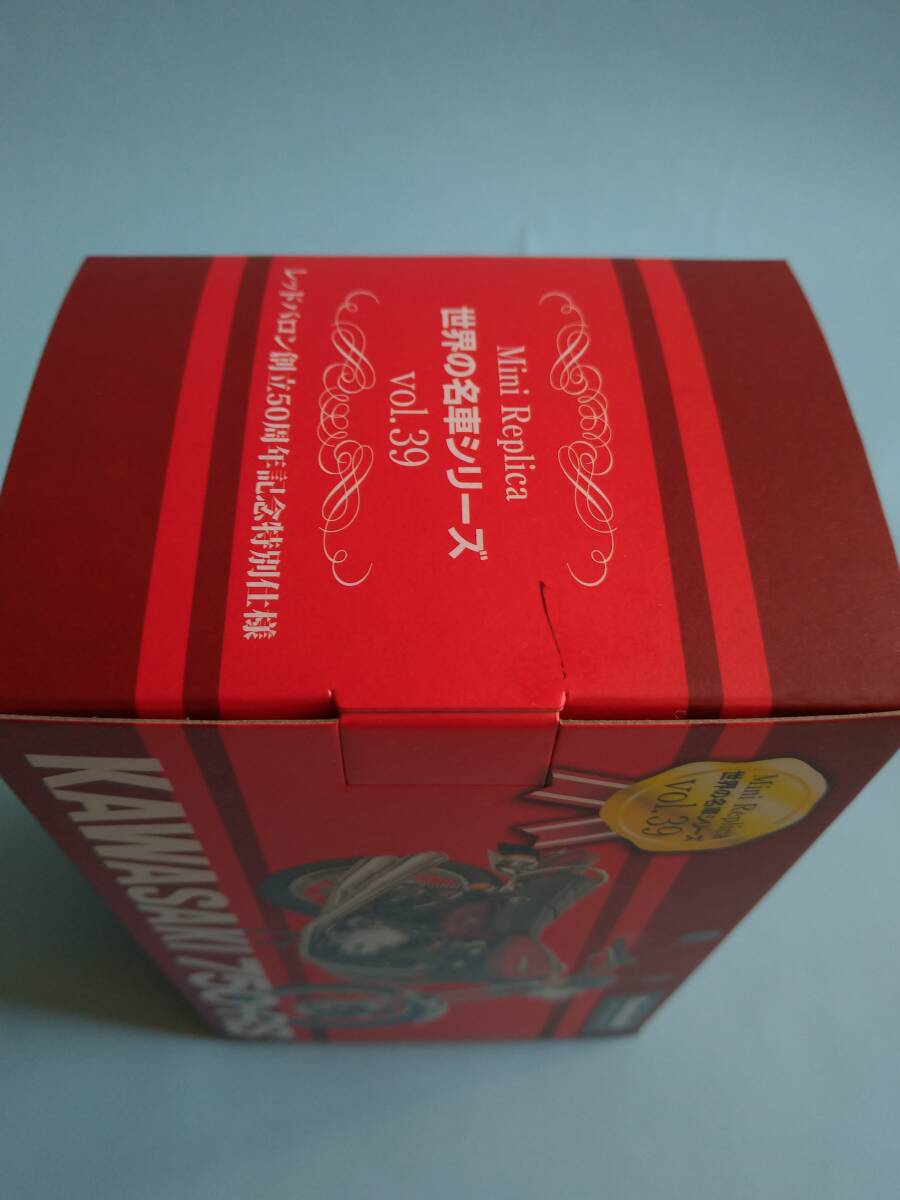 Mini Replica
世界の名車シリーズ
vol.39
レッドバロン創立50周年記念特別仕様
Mini Replica
世界の名車シリーズ
vol.39
KAWASAKI 750-SS